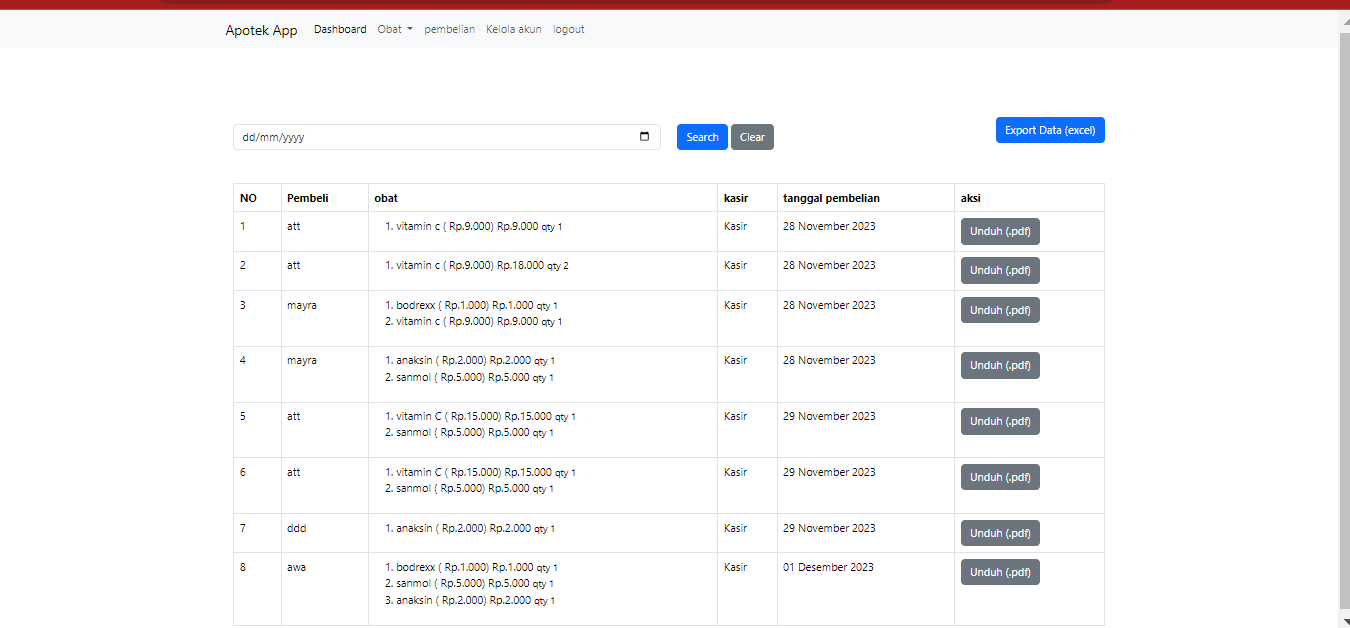 Apotek App Dashboard Obat pembelian Kelola akun logout
dd/mm/yyyy Search Clear Export Data (excel)
NO Pembeli obat kasir tanggal pembelian aksi
1 att 1. vitamin c ( Rp.9.000) Rp.9.000 qty 1 Kasir 28 November 2023 Unduh (.pdf)
2 att 1. vitamin c ( Rp.9.000) Rp.18.000 qty 2 Kasir 28 November 2023 Unduh (.pdf)
3 mayra 1. bodrexx ( Rp.1.000) Rp.1.000 qty 1 Kasir 28 November 2023 Unduh (.pdf)
2. vitamin c ( Rp.9.000) Rp.9.000 qty 1
4 mayra 1. anaksin ( Rp.2.000) Rp.2.000 qty 1 Kasir 28 November 2023 Unduh (.pdf)
2. sanmol ( Rp.5.000) Rp.5.000 qty 1
5 att 1. vitamin C ( Rp.15.000) Rp.15.000 qty 1 Kasir 29 November 2023 Unduh (.pdf)
2. sanmol ( Rp.5.000) Rp.5.000 qty 1
6 att 1. vitamin C ( Rp.15.000) Rp.15.000 qty 1 Kasir 29 November 2023 Unduh (.pdf)
2. sanmol ( Rp.5.000) Rp.5.000 qty 1
7 ddd 1. anaksin ( Rp.2.000) Rp.2.000 qty 1 Kasir 29 November 2023 Unduh (.pdf)
8 awa 1. bodrexx ( Rp.1.000) Rp.1.000 qty 1 Kasir 01 Desember 2023 Unduh (.pdf)
2. sanmol ( Rp.5.000) Rp.5.000 qty 1
3. anaksin ( Rp.2.000) Rp.2.000 qty 1